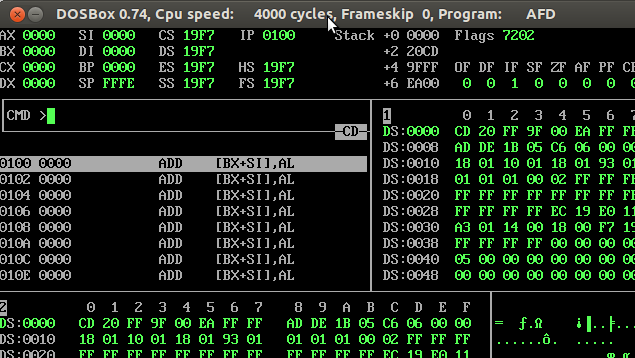 DOSBox 0.74, Cpu speed: 4000 cycles, Frameskip 0, Program: AFD
AX 0000 SI 0000 CS 19F7 IP 0100 Stack +0 0000 Flags 7202
0000 DI 0000 DS 19F7 +2 20CD
CX 0000 BP 0000 ES 19F7 HS 19F7 +4 9FFF OF DF IF SF ZF AF PF
DX 0000 SP FFFE SS 19F7 FS 19F7 +6 EA00 0 0 1 0 0 0 0
CMD > 1 0 1 2 3 4 5 6
CD DS:0000 CD 20 FF 9F 00 EA FF
DS:0008 AD DE 1B 05 C6 06 00
0100 0000 ADD [BX+SI],AL DS:0010 18 01 10 01 18 01 93
0102 0000 ADD [BX+SI],AL DS:0018 01 01 01 00 02 FF FF
0104 0000 ADD [BX+SI],AL DS:0020 FF FF FF FF FF FF FF
0106 0000 ADD [BX+SI],AL DS:0028 FF FF FF FF EC 19 E0
0108 0000 ADD [BX+SI],AL DS:0030 A3 01 14 00 18 00 F7
010A 0000 ADD [BX+SI],AL DS:0038 FF FF FF FF 00 00 00
010C 0000 ADD [BX+SI],AL DS:0040 05 00 00 00 00 00 00
010E 0000 ADD [BX+SI],AL DS:0048 00 00 00 00 00 00 00
2 0 1 2 3 4 5 6 7 8 9 A B C D E F
DS:0000 CD 20 FF 9F 00 EA FF FF AD DE 1B 05 C6 06 00 00
DS:0010 18 01 10 01 18 01 93 01 01 01 01 00 02 FF FF FF
DS:0020 FF FF FF FF FF FF FF FF FF FF FF FF EC 19 E0 11